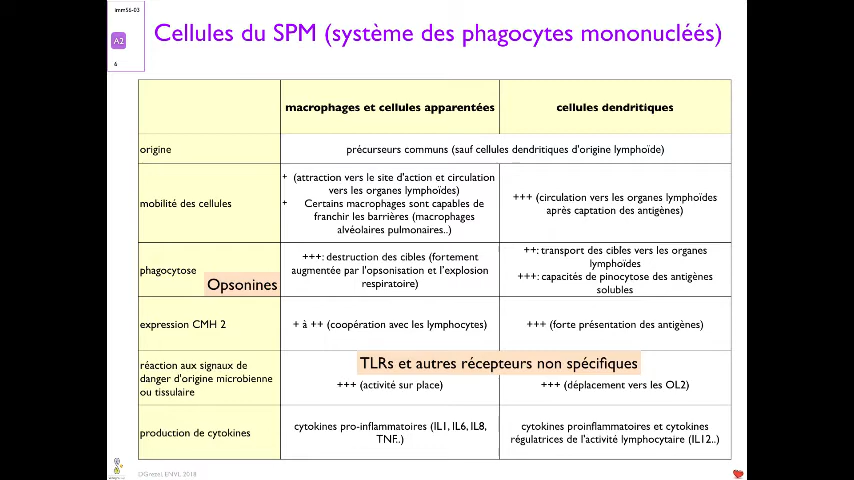 imm56-03
A2
6
Cellules du SPM (système des phagocytes mononucléés)
macrophages et cellules apparentées
cellules dendritiques
origine
précurseurs communs (sauf cellules dendritiques d'origine lymphoïde)
mobilité des cellules
+ (attraction vers le site d'action et circulation
vers les organes lymphoïdes)
+ Certains macrophages sont capables de
franchir les barrières (macrophages
alvéolaires pulmonaires..)
+++ (circulation vers les organes lymphoïdes
après captation des antigènes)
phagocytose
Opsonines
+++: destruction des cibles (fortement
augmentée par l'opsonisation et l'explosion
respiratoire)
++: transport des cibles vers les organes
lymphoïdes
+++: capacités de pinocytose des antigènes
solubles
expression CMH 2
+ à ++ (coopération avec les lymphocytes)
+++ (forte présentation des antigènes)
réaction aux signaux de
danger d'origine microbienne
ou tissulaire
TLRs et autres récepteurs non spécifiques
+++ (activité sur place)
+++ (déplacement vers les OL2)
production de cytokines
cytokines pro-inflammatoires (IL1, IL6, IL8,
TNF..)
cytokines proinflammatoires et cytokines
régulatrices de l'activité lymphocytaire (IL12..)
DGrezel, ENVL 2018